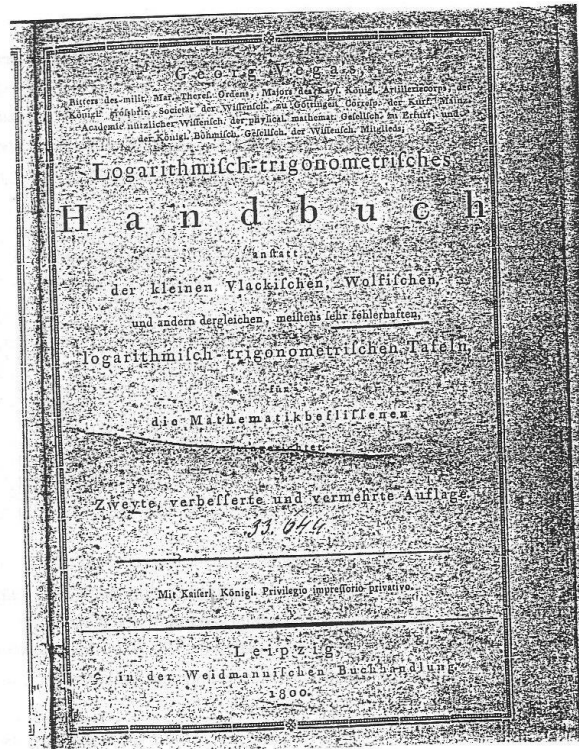 Georg Vega's,
Ritters des milit. Mar. Theres. Ordens, Majors des Kays. Königl. Artilleriecorps, der
Königl. grosbrit. Societät der Wiſſenſch. zu Göttingen Correſp. der Kurf. Mainz.
Academie nützlicher Wiſſenſch. der phyſical. mathemat. Geſellſch. zu Erfurt, und
der Königl. Böhmiſch. Geſellſch. der Wiſſenſch. Mitglieds,
Logarithmiſch-trigonometriſches
Handbuch
anſtatt
der kleinen Vlackiſchen, Wolfiſchen,
und andern dergleichen, meiſtens ſehr fehlerhaften,
logarithmiſch-trigonometriſchen Tafeln,
für
die Mathematikbefliſſenen
Zweyte, verbeſſerte und vermehrte Auflage.
33.644
Mit Kaiſerl. Königl. Privilegio impreſſorio privativo.
Leipzig,
in der Weidmanniſchen Buchhandlung
1800.